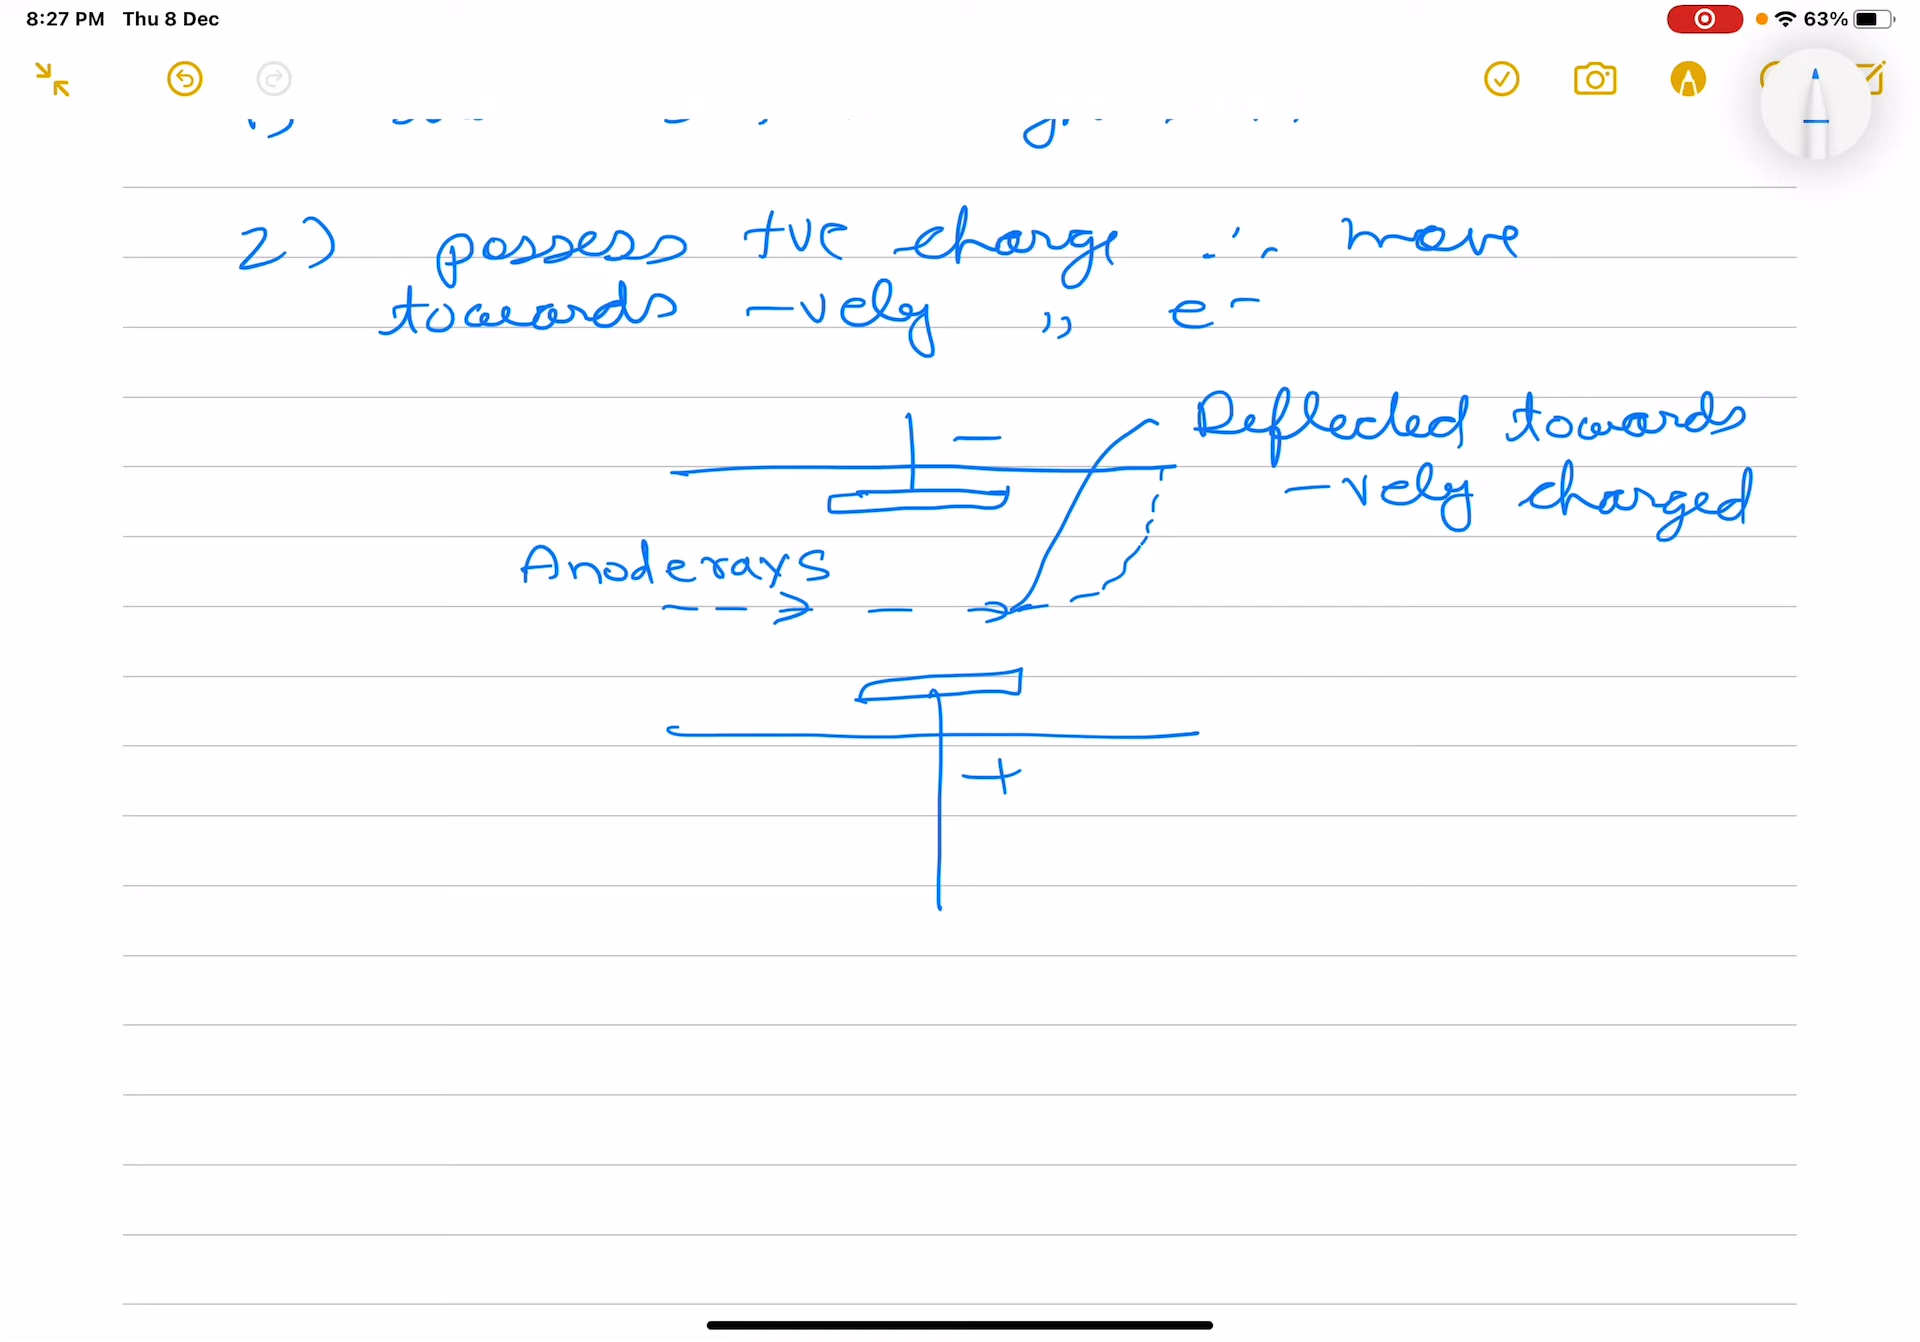 8:27 PM Thu 8 Dec
63%
2) possess +ve charge ∴ move
towards -vely " e-
-
Deflected towards
-vely charged
Anode rays
+